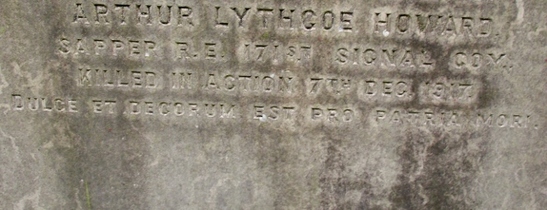 ARTHUR LYTHGOE HOWARD.
SAPPER R.E. 171ST SIGNAL COY.
KILLED IN ACTION 7TH DEC. 1917.
DULCE ET DECORUM EST PRO PATRIA MORI.